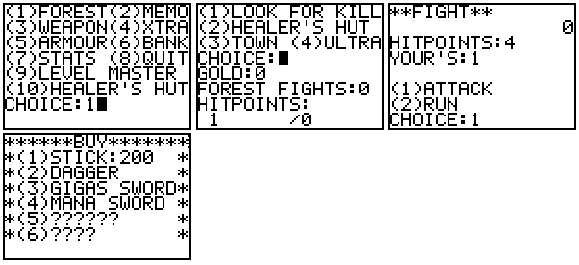 (1)FOREST(2)MEMO
(3)WEAPON(4)XTRA
(5)ARMOUR(6)BANK
(7)STATS (8)QUIT
(9)LEVEL MASTER
(10)HEALER'S HUT
CHOICE:1
(1)LOOK FOR KILL
(2)HEALER'S HUT
(3)TOWN (4)ULTRA
CHOICE:
GOLD:0
FOREST FIGHTS:0
HITPOINTS:
1 /0
**FIGHT**
0
HITPOINTS:4
YOUR'S:1
(1)ATTACK
(2)RUN
CHOICE:1
******BUY*******
*(1)STICK:200 *
*(2)DAGGER *
*(3)GIGAS SWORD*
*(4)MANA SWORD *
*(5)?????? *
*(6)???? *